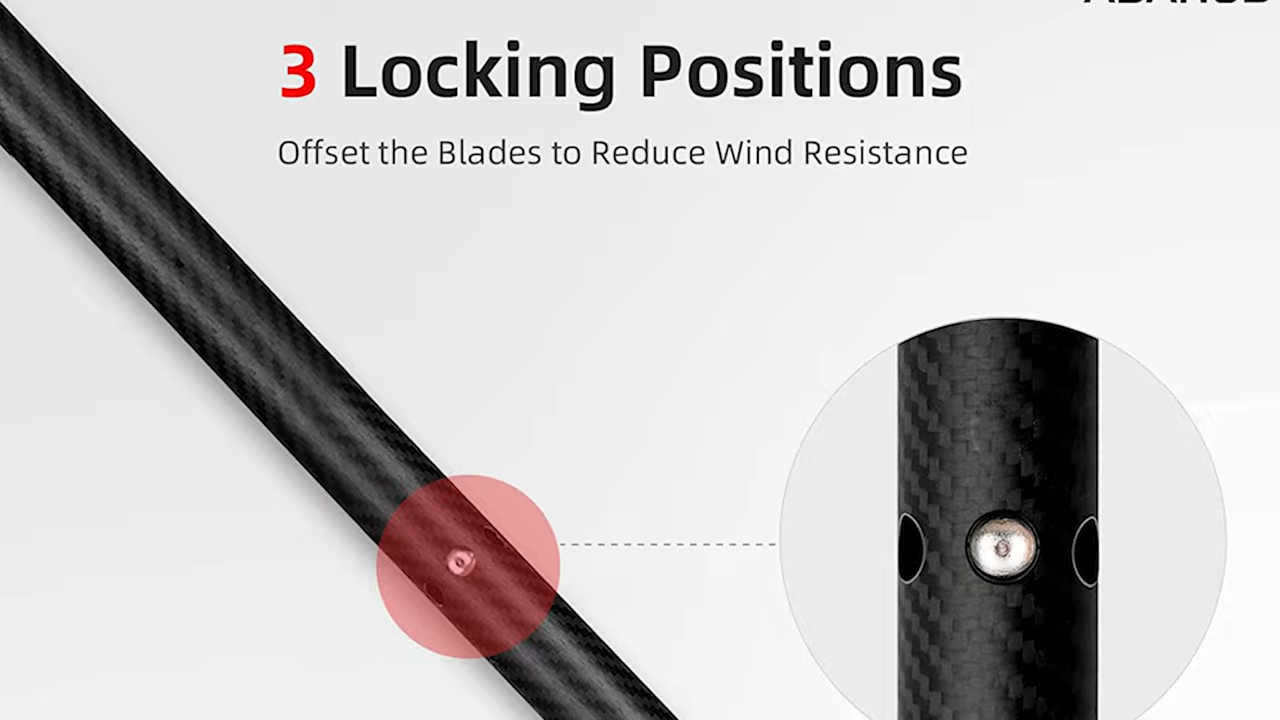 3 Locking Positions
Offset the Blades to Reduce Wind Resistance